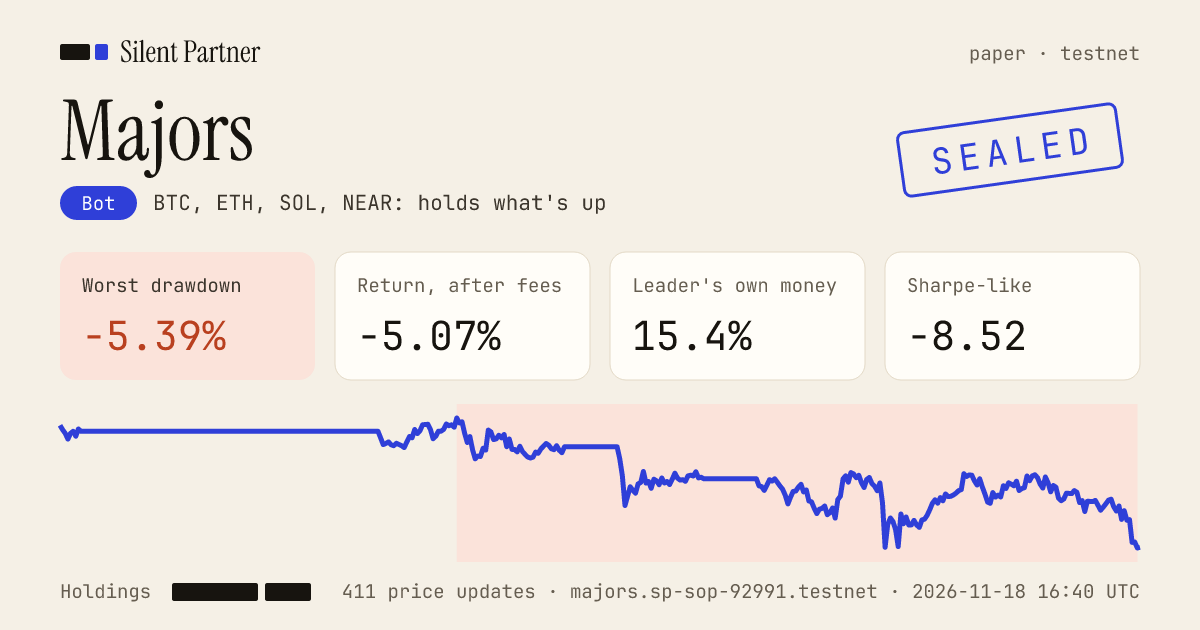 Silent Partner
paper · testnet
Majors
SEALED
Bot BTC, ETH, SOL, NEAR: holds what's up
Worst drawdown
-5.39%
Return, after fees
-5.07%
Leader's own money
15.4%
Sharpe-like
-8.52
Holdings
411 price updates · majors.sp-sop-92991.testnet · 2026-11-18 16:40 UTC